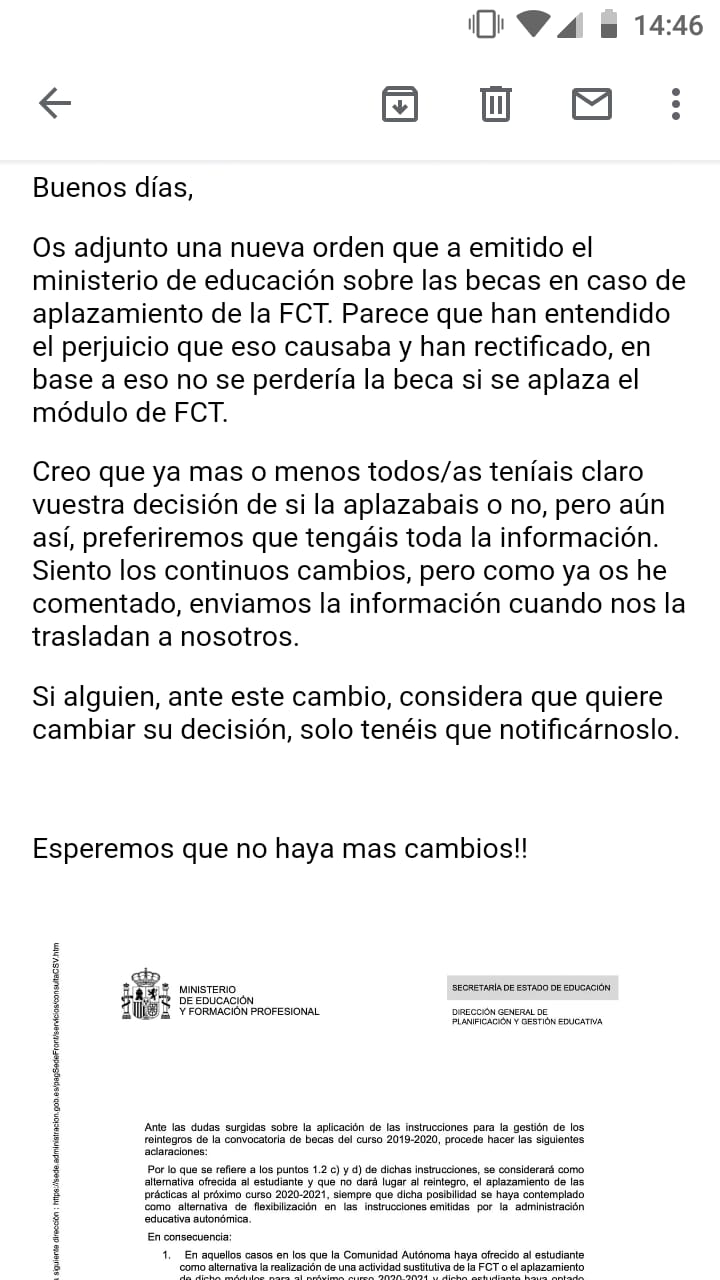 14:46
Buenos días,
Os adjunto una nueva orden que a emitido el
ministerio de educación sobre las becas en caso de
aplazamiento de la FCT. Parece que han entendido
el perjuicio que eso causaba y han rectificado, en
base a eso no se perdería la beca si se aplaza el
módulo de FCT.
Creo que ya mas o menos todos/as teníais claro
vuestra decisión de si la aplazabais o no, pero aún
así, preferiremos que tengáis toda la información.
Siento los continuos cambios, pero como ya os he
comentado, enviamos la información cuando nos la
trasladan a nosotros.
Si alguien, ante este cambio, considera que quiere
cambiar su decisión, solo tenéis que notificárnoslo.
Esperemos que no haya mas cambios!!
siguiente dirección : https://sede.administracion.gob.es/pagSedeFront/servicios/consultaCSV.htm
MINISTERIO
DE EDUCACIÓN
Y FORMACIÓN PROFESIONAL
SECRETARÍA DE ESTADO DE EDUCACIÓN
DIRECCIÓN GENERAL DE
PLANIFICACIÓN Y GESTIÓN EDUCATIVA
Ante las dudas surgidas sobre la aplicación de las instrucciones para la gestión de los
reintegros de la convocatoria de becas del curso 2019-2020, procede hacer las siguientes
aclaraciones:
Por lo que se refiere a los puntos 1.2 c) y d) de dichas instrucciones, se considerará como
alternativa ofrecida al estudiante y que no dará lugar al reintegro, el aplazamiento de las
prácticas al próximo curso 2020-2021, siempre que dicha posibilidad se haya contemplado
como alternativa de flexibilización en las instrucciones emitidas por la administración
educativa autonómica.
En consecuencia:
1. En aquellos casos en los que la Comunidad Autónoma haya ofrecido al estudiante
como alternativa la realización de una actividad sustitutiva de la FCT o el aplazamiento
de dicho módulos para al próximo curso 2020-2021 y dicho estudiante haya optado